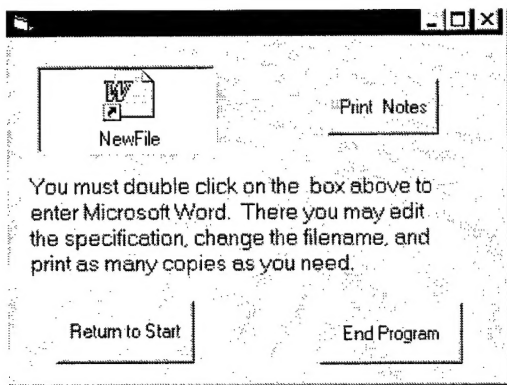 Print Notes
NewFile
You must double click on the box above to
enter Microsoft Word. There you may edit
the specification, change the filename, and
print as many copies as you need.
Return to Start
End Program